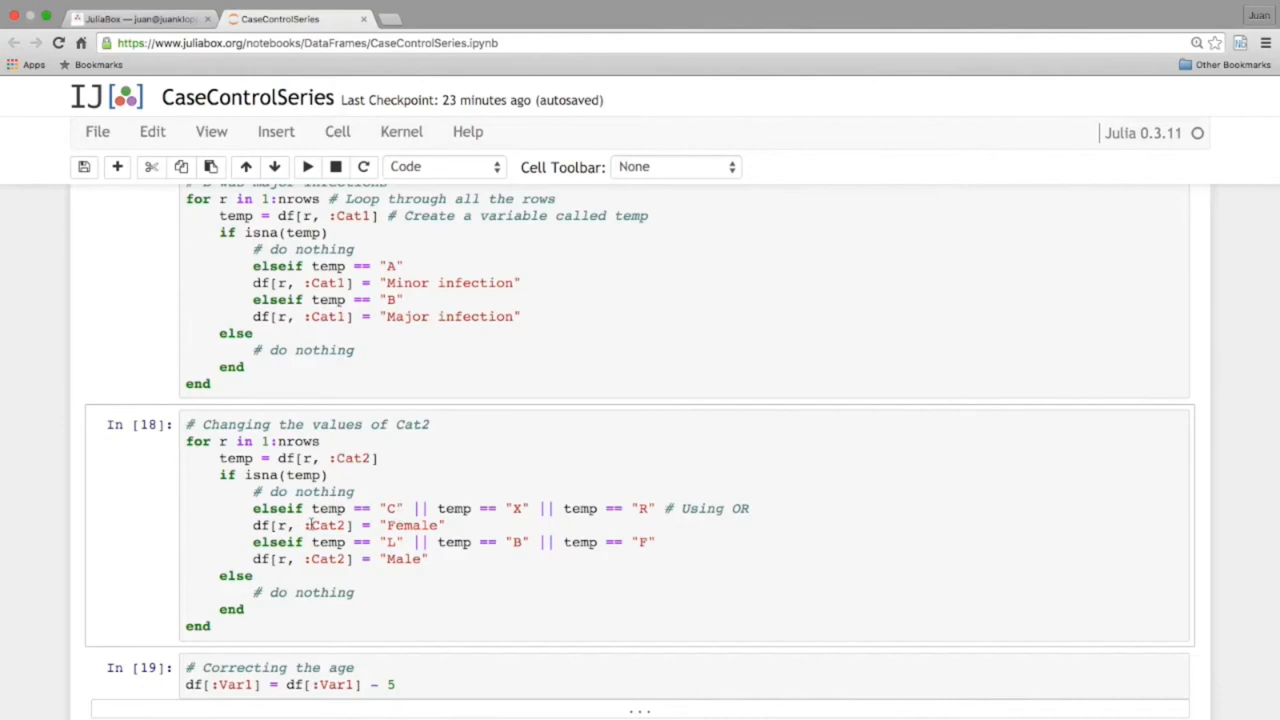 JuliaBox — juan@juanklop
CaseControlSeries
Juan
https://www.juliabox.org/notebooks/DataFrames/CaseControlSeries.ipynb
Apps Bookmarks Other Bookmarks
IJ[ ] CaseControlSeries Last Checkpoint: 23 minutes ago (autosaved)
File Edit View Insert Cell Kernel Help Julia 0.3.11
Code Cell Toolbar: None
# B was major infections
for r in 1:nrows # Loop through all the rows
temp = df[r, :Cat1] # Create a variable called temp
if isna(temp)
# do nothing
elseif temp == "A"
df[r, :Cat1] = "Minor infection"
elseif temp == "B"
df[r, :Cat1] = "Major infection"
else
# do nothing
end
end
In [18]: # Changing the values of Cat2
for r in 1:nrows
temp = df[r, :Cat2]
if isna(temp)
# do nothing
elseif temp == "C" || temp == "X" || temp == "R" # Using OR
df[r, :Cat2] = "Female"
elseif temp == "L" || temp == "B" || temp == "F"
df[r, :Cat2] = "Male"
else
# do nothing
end
end
In [19]: # Correcting the age
df[:Var1] = df[:Var1] - 5
...